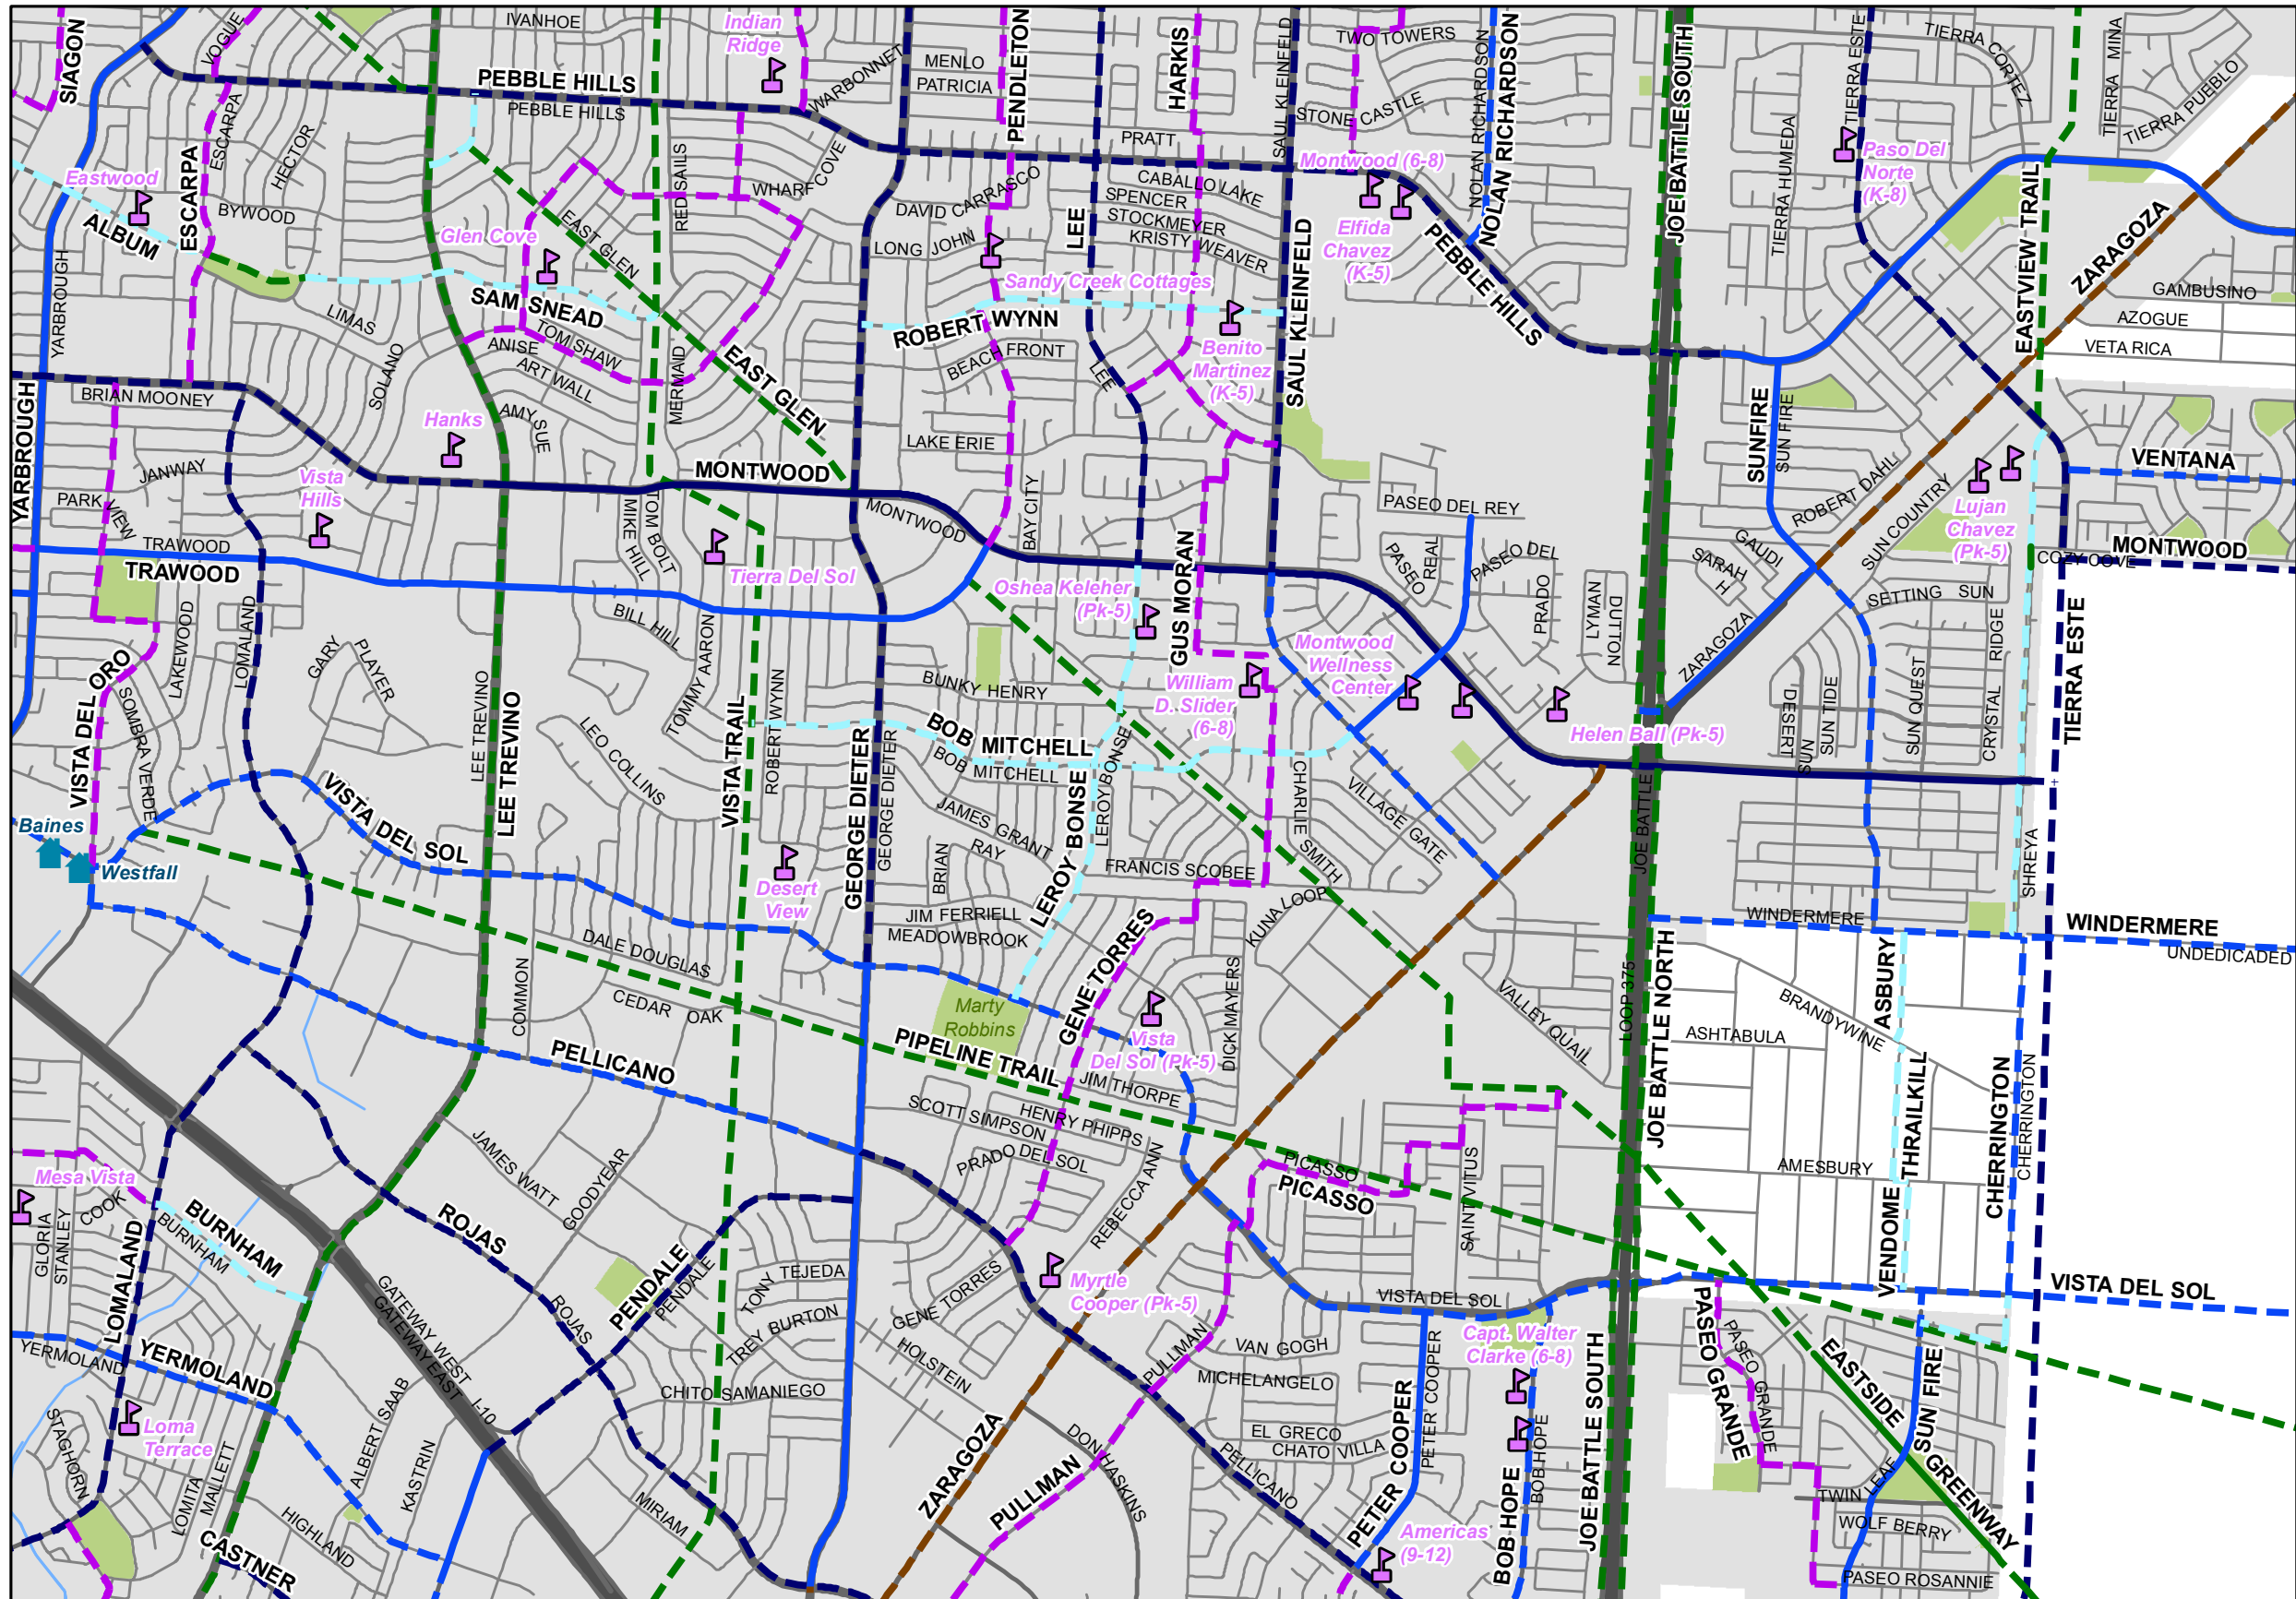 IVANHOE
Indian
Ridge
SIAGON
VOGUE
PEBBLE HILLS
PEBBLE HILLS
WARBONNET
MENLO
PATRICIA
PENDLETON
HARKIS
SAUL KLEINFELD
TWO TOWERS
STONE CASTLE
NOLAN RICHARDSON
NOLAN RICHARDSON
JOE BATTLE SOUTH
TIERRA ESTE
TIERRA CORTEZ
TIERRA MINA
TIERRA PUEBLO
PRATT
Montwood (6-8)
Elfida
Chavez
(K-5)
Paso Del
Norte
(K-8)
TIERRA HUMEDA
Eastwood
ALBUM
ESCARPA
ESCARPA
HECTOR
BYWOOD
WHARF COVE
RED SAILS
EAST GLEN
Glen Cove
SAM SNEAD
DAVID CARRASCO
LONG JOHN
LEE
CABALLO LAKE
SPENCER
STOCKMEYER
KRISTY WEAVER
Sandy Creek Cottages
ROBERT WYNN
BEACH FRONT
LEE
Benito
Martinez
(K-5)
SAUL KLEINFELD
PEBBLE HILLS
EASTVIEW TRAIL
ZARAGOZA
GAMBUSINO
AZOGUE
VETA RICA
YARBROUGH
LIMAS
SOLANO
ANISE
TOM SHAW
ART WALL
MERMAID
EAST GLEN
BRIAN MOONEY
AMY SUE
Hanks
LAKE ERIE
SUNFIRE
SUN FIRE
YARBROUGH
JANWAY
PARK VIEW
Vista
Hills
MONTWOOD
MONTWOOD
BAY CITY
MIKE HILL
TOM BOLT
PASEO DEL REY
ROBERT DAHL
SUN COUNTRY
VENTANA
Lujan
Chavez
(Pk-5)
TRAWOOD
TRAWOOD
Tierra Del Sol
Oshea Keleher
(Pk-5)
GUS MORAN
PASEO REAL
PASEO DEL PRADO
LYMAN
DUTTON
SARAH H
GAUDI
MONTWOOD
COZY COVE
SETTING SUN
LAKEWOOD
LOMALAND
GARY PLAYER
BILL HILL
TOMMY AARON
Montwood
Wellness
Center
ZARAGOZA
RIDGE
CRYSTAL
TIERRA ESTE
VISTA DEL ORO
SOMBRA VERDE
LEE TREVINO
LEE TREVINO
LEO COLLINS
VISTA TRAIL
ROBERT WYNN
BUNKY HENRY
BOB MITCHELL
BOB MITCHELL
William
D. Slider
(6-8)
Helen Ball (Pk-5)
DESERT SUN
SUN TIDE
SUN QUEST
VISTA DEL SOL
Baines
Westfall
GEORGE DIETER
GEORGE DIETER
JAMES GRANT
RAY
BRIAN
LEROY BONSE
LEROY BONSE
CHARLIE SMITH
VILLAGE GATE
JOE BATTLE
SHREYA
Desert
View
FRANCIS SCOBEE
JIM FERRIELL
MEADOWBROOK
KUNA LOOP
WINDERMERE
WINDERMERE
UNDEDICADED
DALE DOUGLAS
CEDAR OAK
COMMON
Marty
Robbins
GENE TORRES
DICK MAYERS
Vista
Del Sol (Pk-5)
VALLEY QUAIL
LOOP 375
JOE BATTLE NORTH
ASHTABULA
BRANDYWINE
ASBURY
PELLICANO
PIPELINE TRAIL
JIM THORPE
SCOTT SIMPSON
HENRY PHIPPS
PRADO DEL SOL
REBECCA ANN
PICASSO
PICASSO
SAINT VITUS
AMESBURY
THRAILKILL
VENDOME
CHERRINGTON
CHERRINGTON
Mesa Vista
COOK
GLORIA
STANLEY
BURNHAM
BURNHAM
JAMES WATT
GOODYEAR
ROJAS
ROJAS
PENDALE
PENDALE
TONY TEJEDA
TREY BURTON
GENE TORRES
HOLSTEIN
Myrtle
Cooper (Pk-5)
VISTA DEL SOL
VISTA DEL SOL
LOMALAND
YERMOLAND
YERMOLAND
GATEWAY WEST
GATEWAY EAST
I-10
PULLMAN
VAN GOGH
MICHELANGELO
Capt. Walter
Clarke (6-8)
PASEO GRANDE
PASEO GRANDE
EASTSIDE GREENWAY
SUN FIRE
CHITO SAMANIEGO
ALBERT SAAB
KASTRIN
Loma
Terrace
STAGHORN
LOMITA
MALLETT
HIGHLAND
CASTNER
MIRIAM
ZARAGOZA
PULLMAN
DON HASKINS
EL GRECO
CHATO VILLA
PELLICANO
PETER COOPER
PETER COOPER
BOB HOPE
BOB HOPE
JOE BATTLE SOUTH
Americas
(9-12)
TWIN LEAF
WOLF BERRY
PASEO ROSANNIE